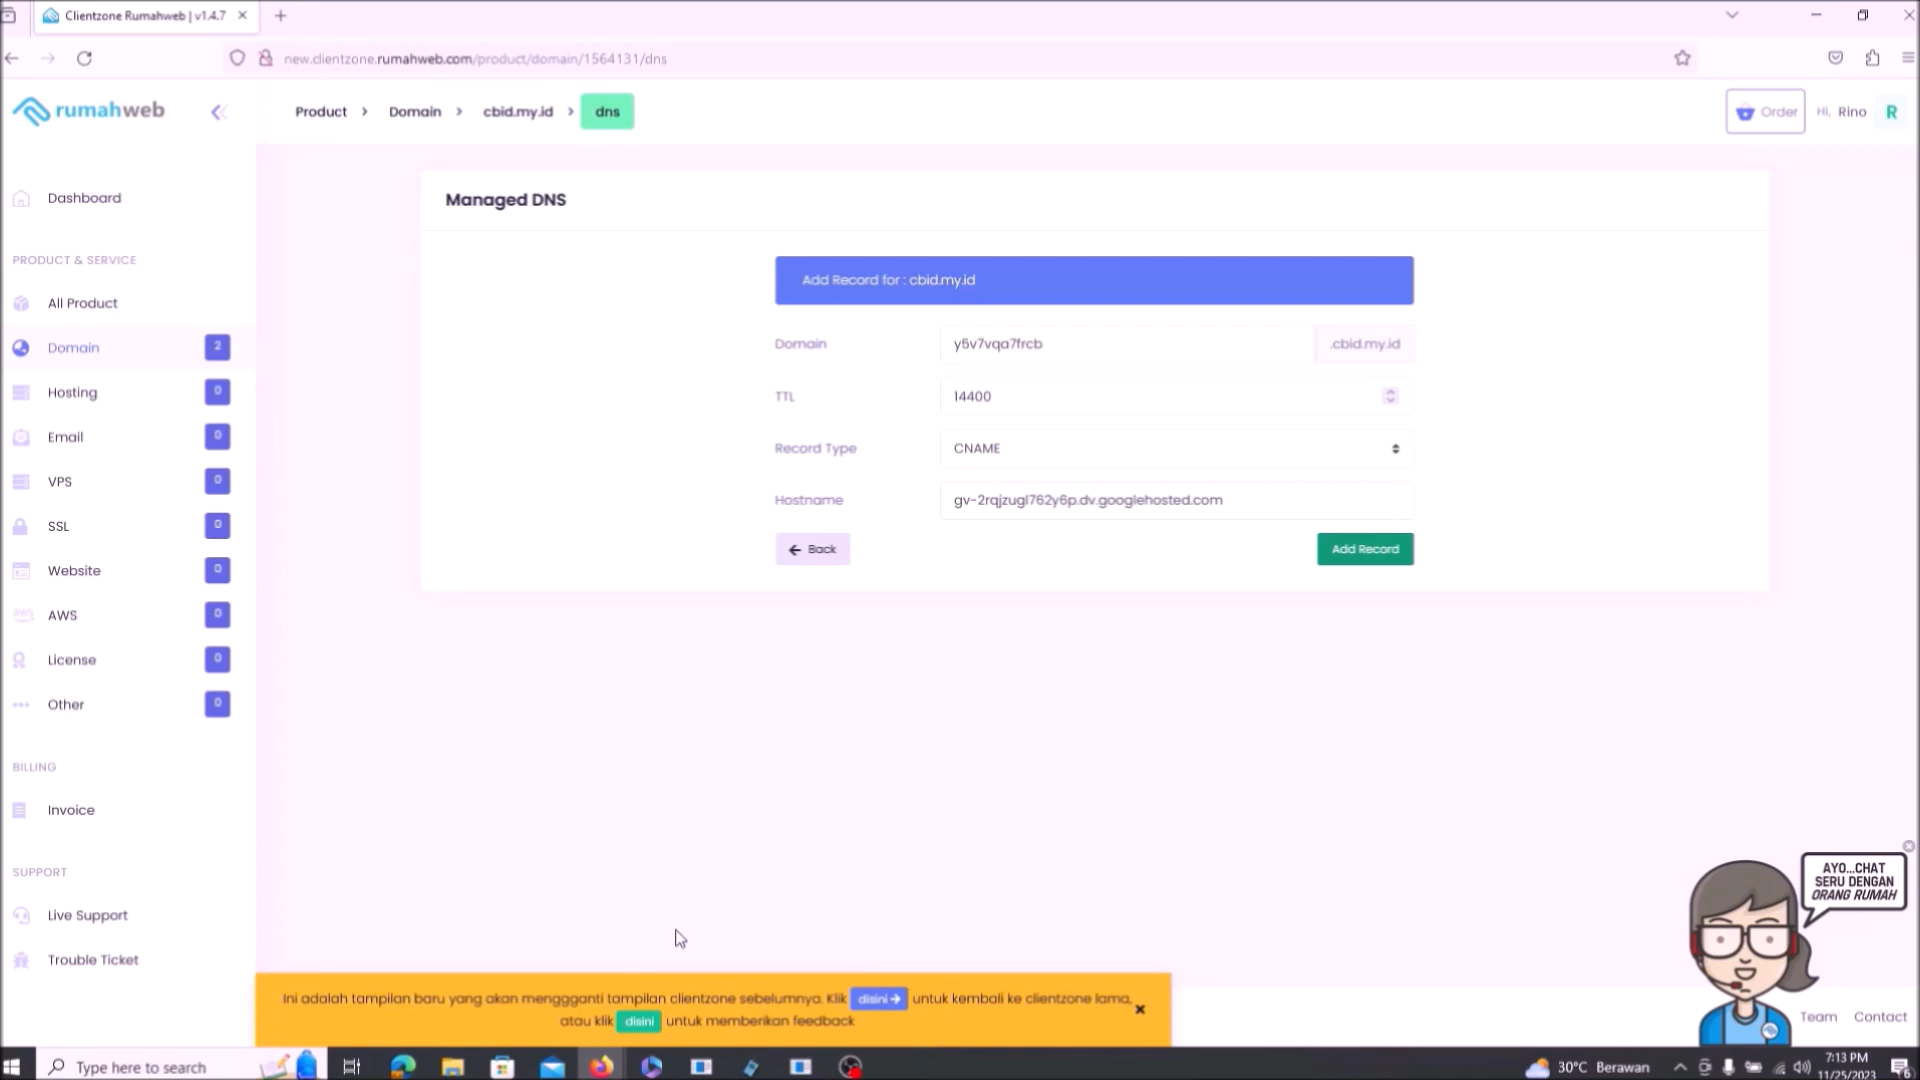 Clientzone Rumahweb | v1.4.7
new.clientzone.rumahweb.com/product/domain/1564131/dns
rumahweb
Product > Domain > cbid.my.id > dns
Order
Hi, Rino R
Dashboard
PRODUCT & SERVICE
All Product
Domain 2
Hosting 0
Email 0
VPS 0
SSL 0
Website 0
aws AWS 0
License 0
Other 0
BILLING
Invoice
SUPPORT
Live Support
Trouble Ticket
Managed DNS
Add Record for : cbid.my.id
Domain y5v7vqa7frcb .cbid.my.id
TTL 14400
Record Type CNAME
Hostname gv-2rqjzugl762y6p.dv.googlehosted.com
Back Add Record
AYO...CHAT
SERU DENGAN
ORANG RUMAH
Ini adalah tampilan baru yang akan meggganti tampilan clientzone sebelumnya. Klik disini untuk kembali ke clientzone lama,
atau klik disini untuk memberikan feedback
Team Contact
Type here to search
30°C Berawan
7:13 PM
11/25/2023
6